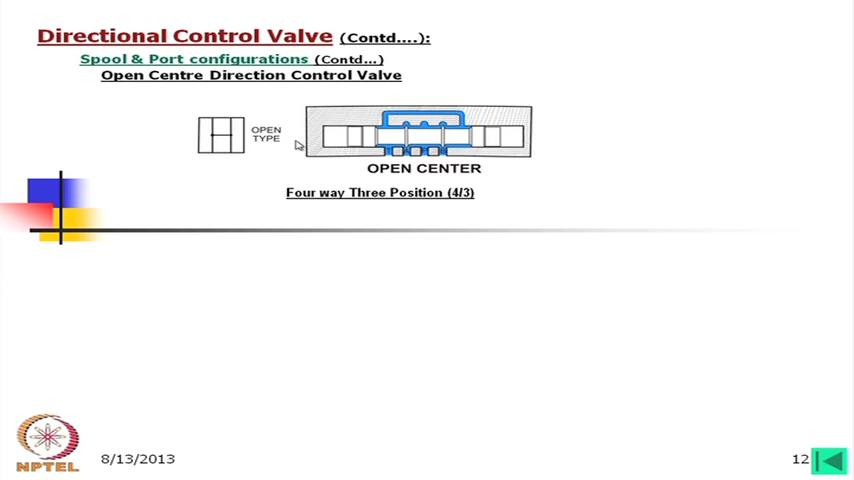 Directional Control Valve (Contd....):
Spool & Port configurations (Contd...)
Open Centre Direction Control Valve
OPEN
TYPE
OPEN CENTER
Four way Three Position (4/3)
NPTEL
8/13/2013
12